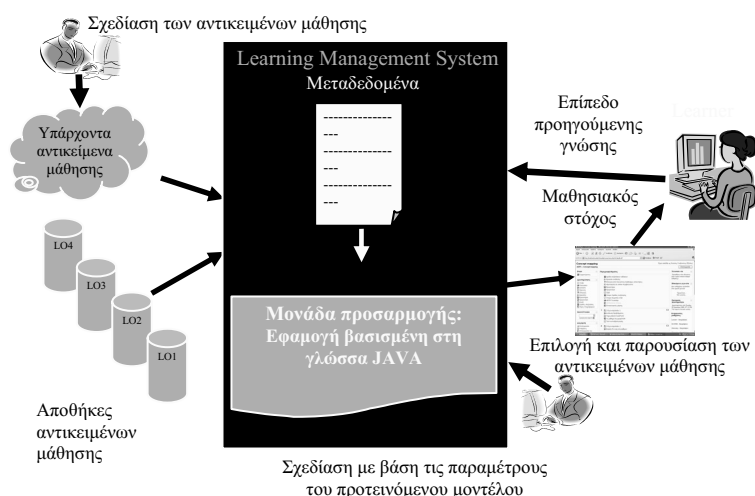 Σχεδίαση των αντικειμένων μάθησης
Learning Management System
Μεταδεδομένα
Υπάρχοντα
αντικείμενα
μάθησης
Επίπεδο
προηγούμενης
γνώσης
Learner
Μαθησιακός
στόχος
LO4
LO3
LO2
LO1
Μονάδα προσαρμογής:
Εφαμογή βασισμένη στη
γλώσσα JAVA
Επιλογή και παρουσίαση των
αντικειμένων μάθησης
Αποθήκες
αντικειμένων
μάθησης
Σχεδίαση με βάση τις παραμέτρους
του προτεινόμενου μοντέλου